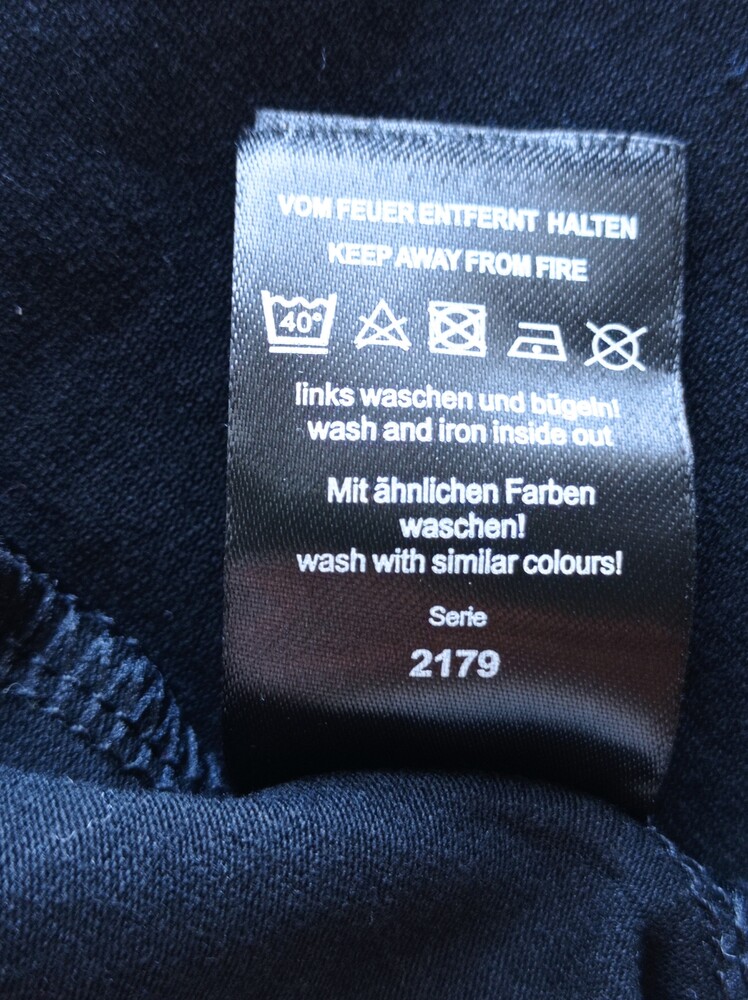 VOM FEUER ENTFERNT HALTEN
KEEP AWAY FROM FIRE
40°
links waschen und bügeln!
wash and iron inside out
Mit ähnlichen Farben
waschen!
wash with similar colours!
Serie
2179